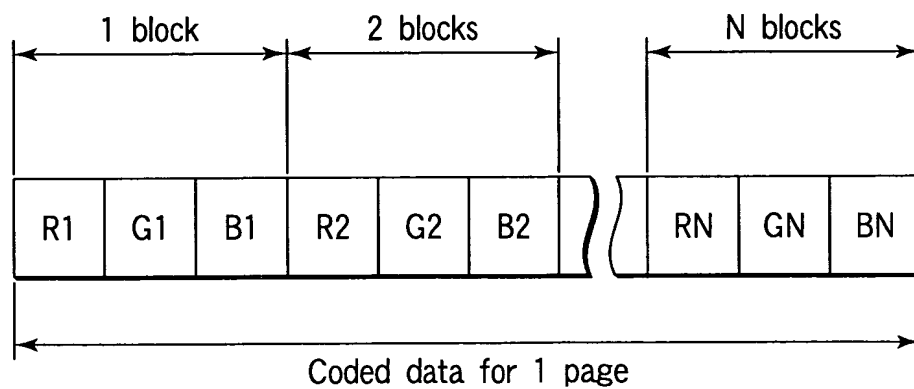 1 block 2 blocks N blocks
R1 G1 B1 R2 G2 B2 RN GN BN
Coded data for 1 page